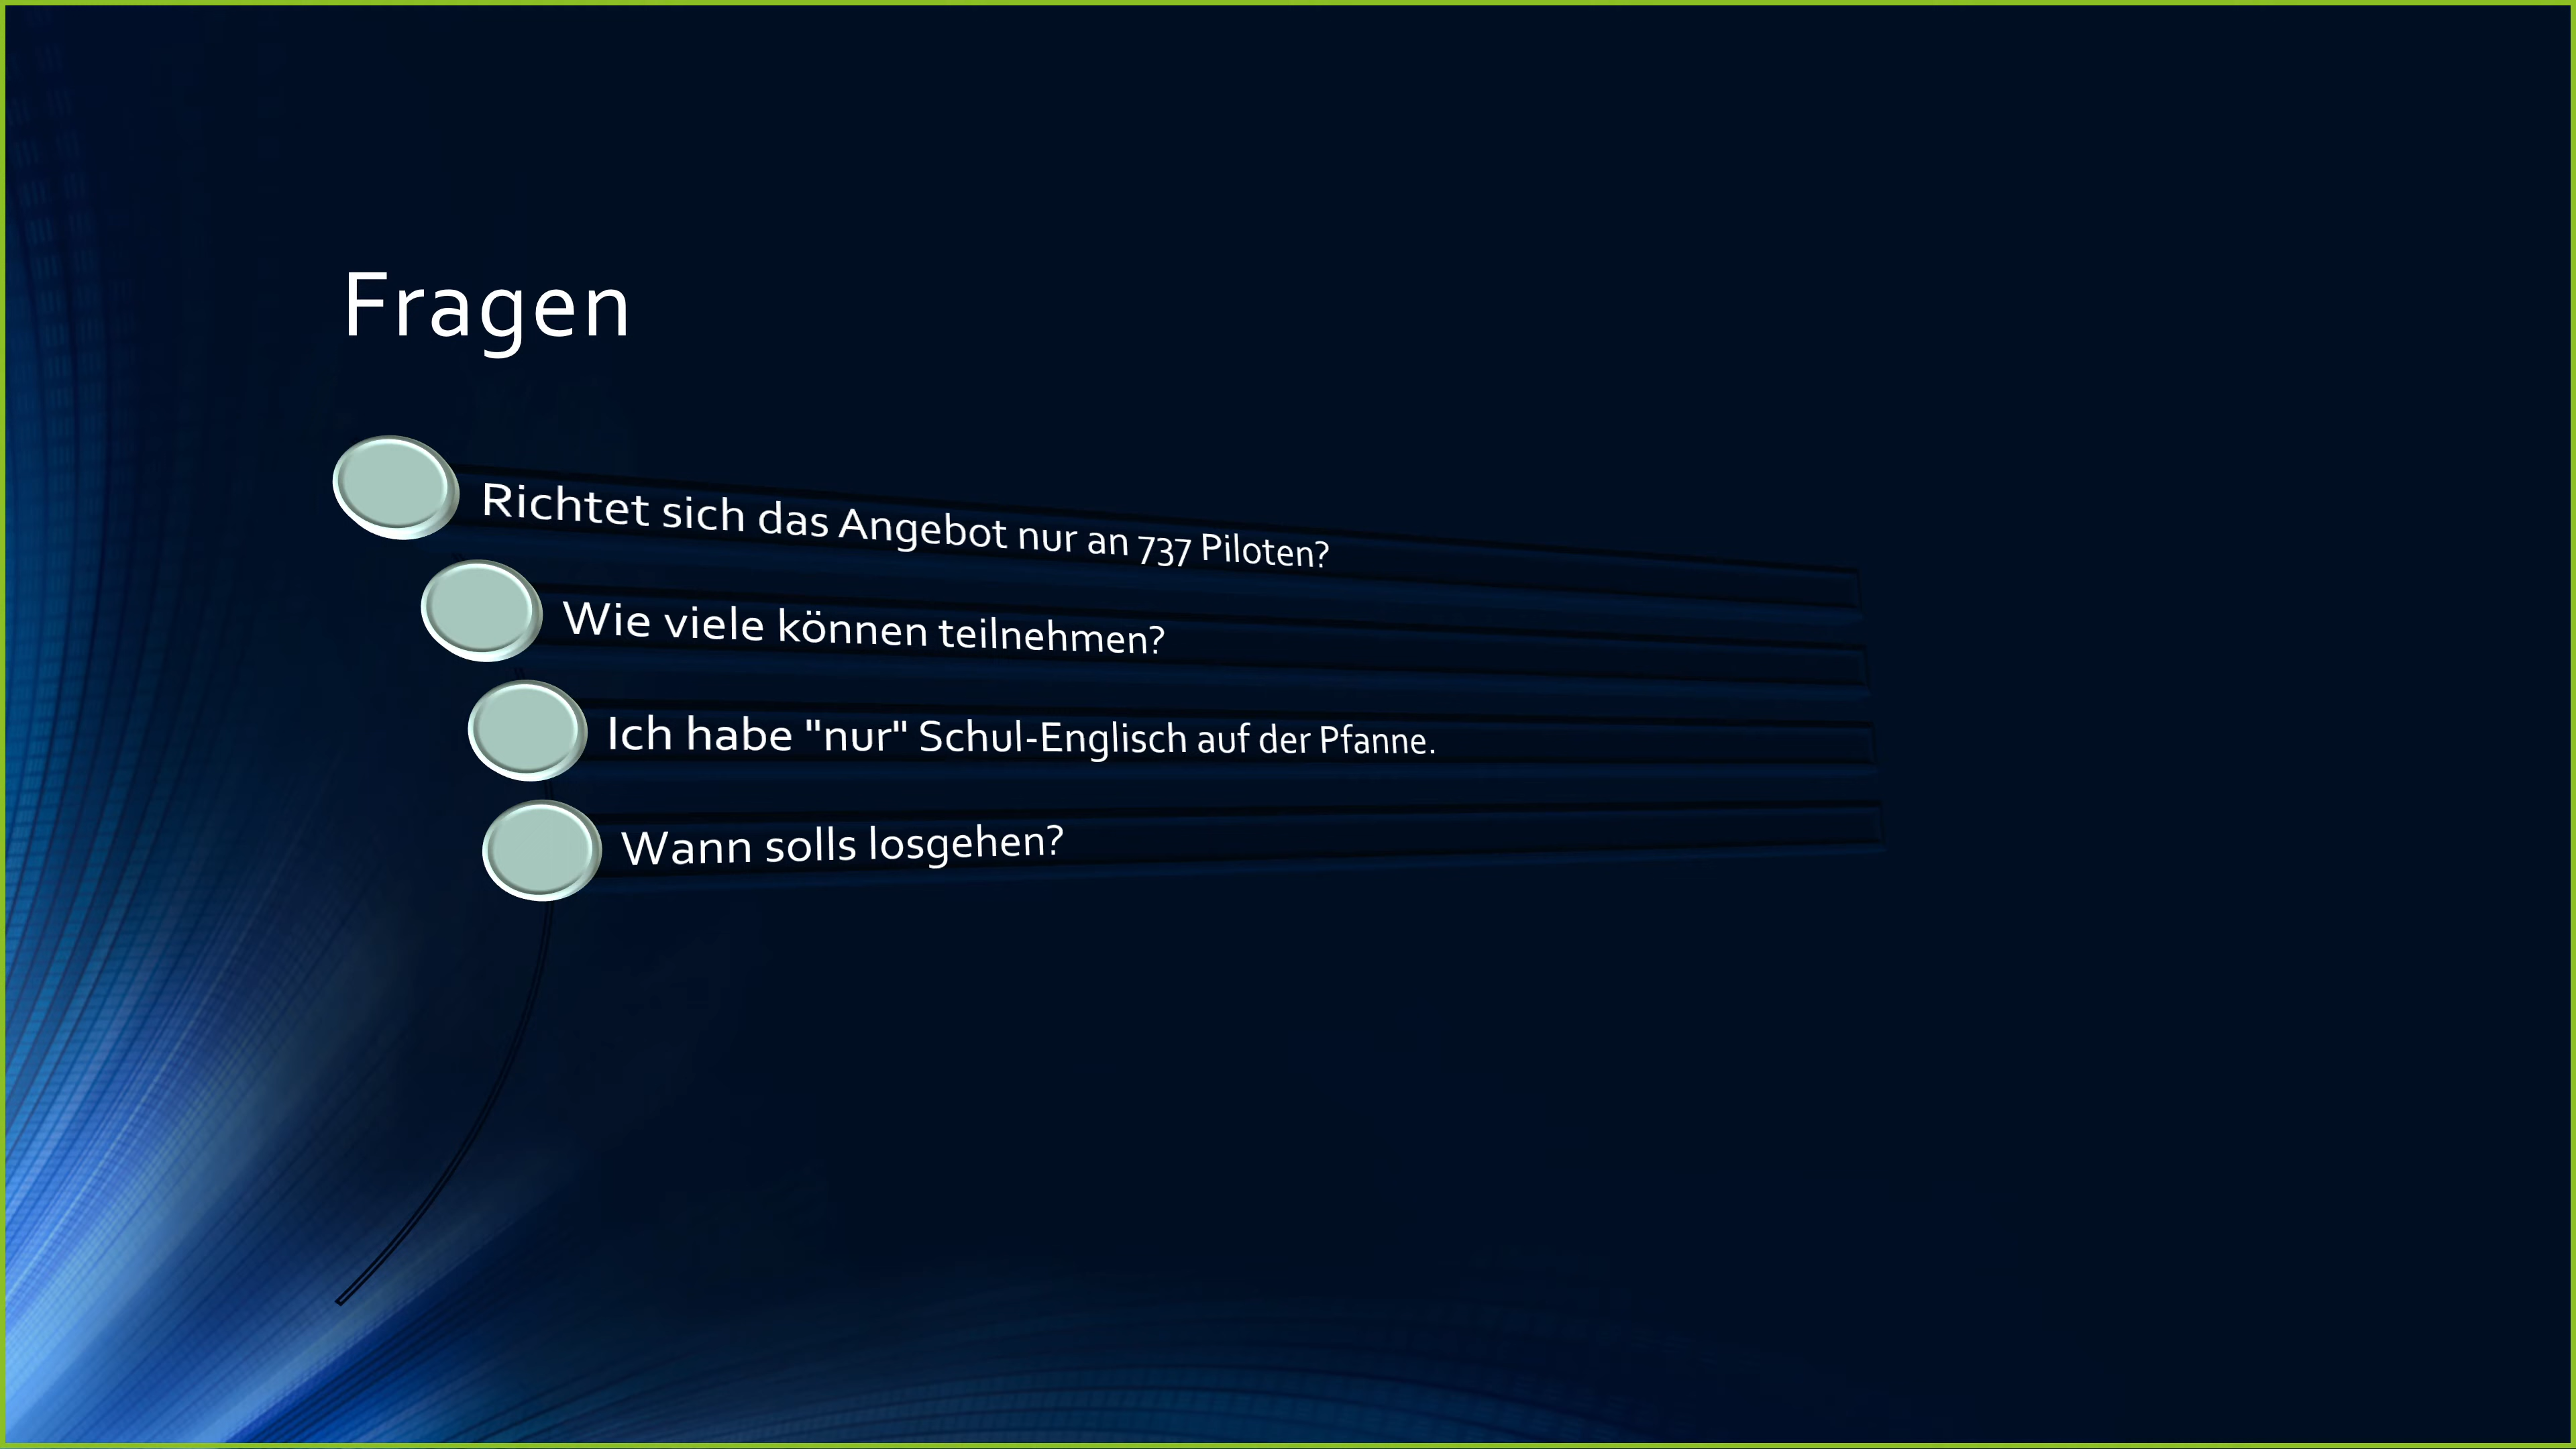 Fragen
Richtet sich das Angebot nur an 737 Piloten?
Wie viele können teilnehmen?
Ich habe "nur" Schul-Englisch auf der Pfanne.
Wann solls losgehen?